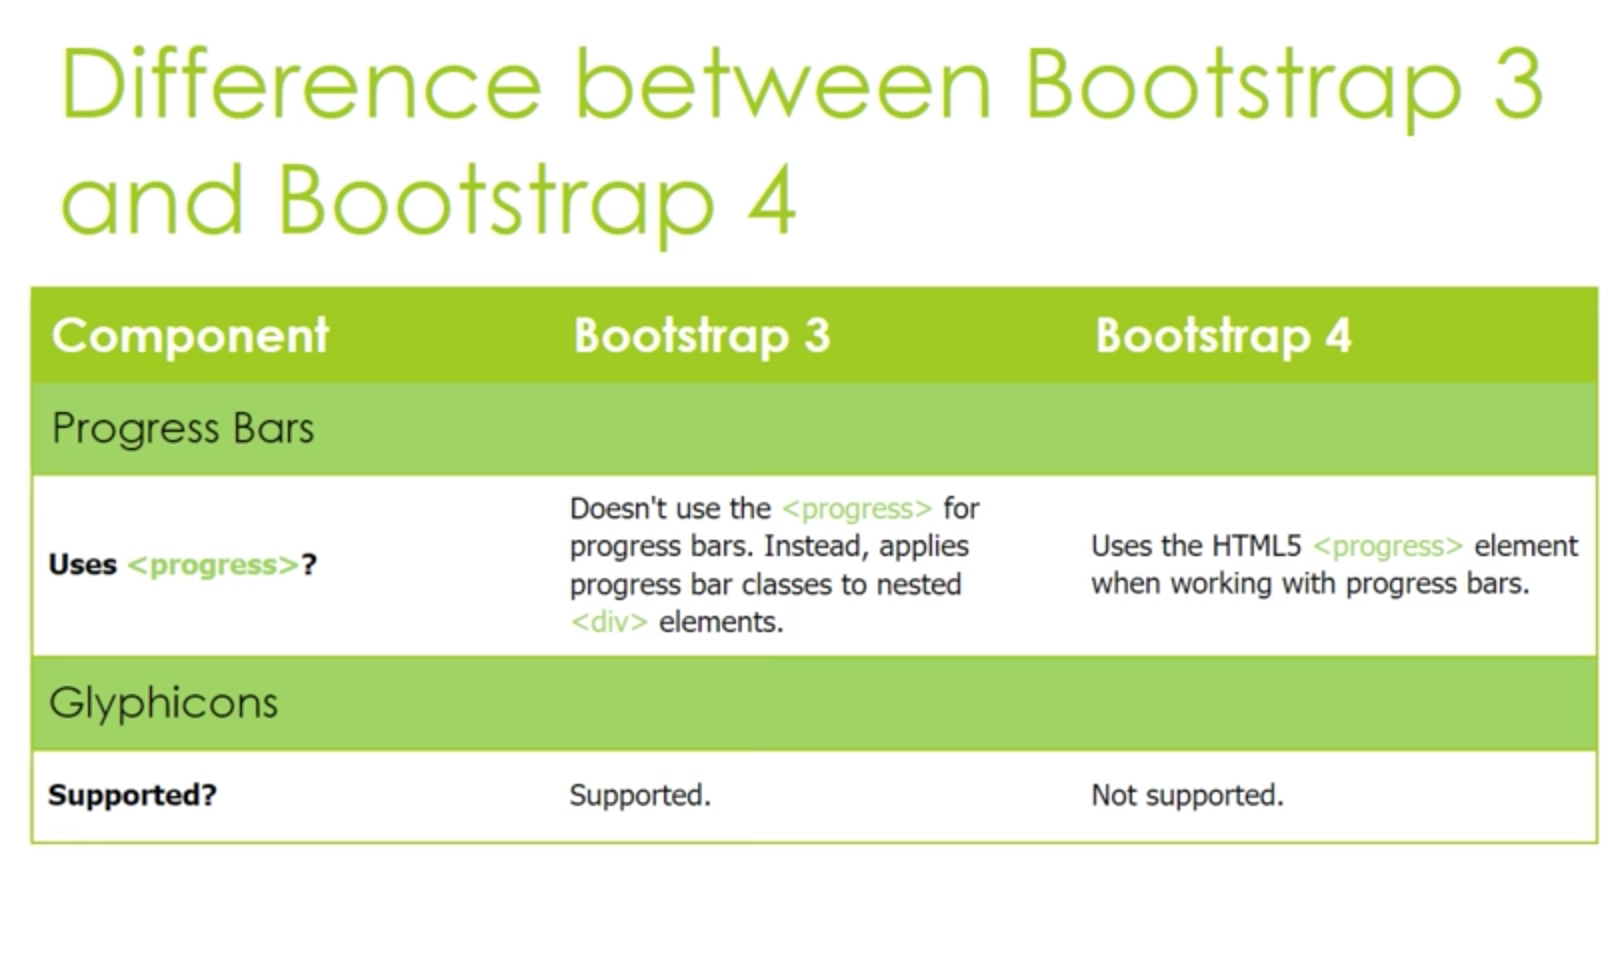 Difference between Bootstrap 3
and Bootstrap 4
Component Bootstrap 3 Bootstrap 4
Progress Bars
Uses <progress>?
Doesn't use the <progress> for
progress bars. Instead, applies
progress bar classes to nested
<div> elements.
Uses the HTML5 <progress> element
when working with progress bars.
Glyphicons
Supported? Supported. Not supported.